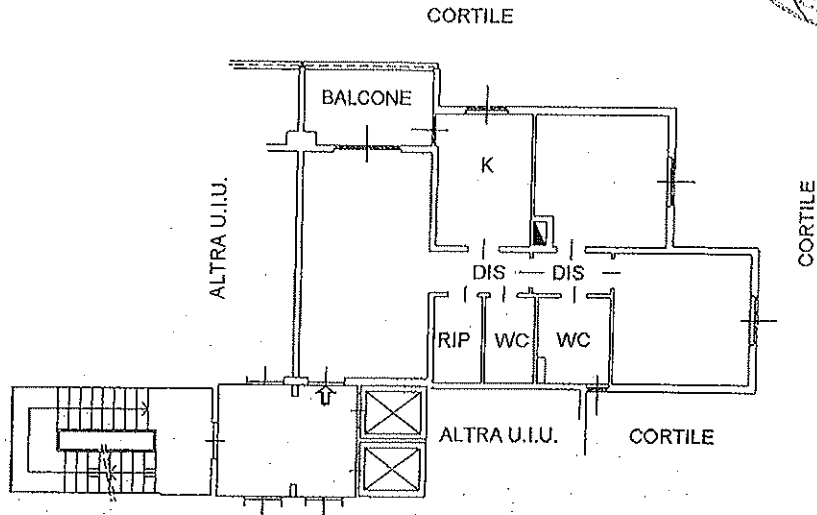 CORTILE
BALCONE
K
ALTRA U.I.U.
CORTILE
DIS
DIS
RIP
WC
WC
ALTRA U.I.U.
CORTILE